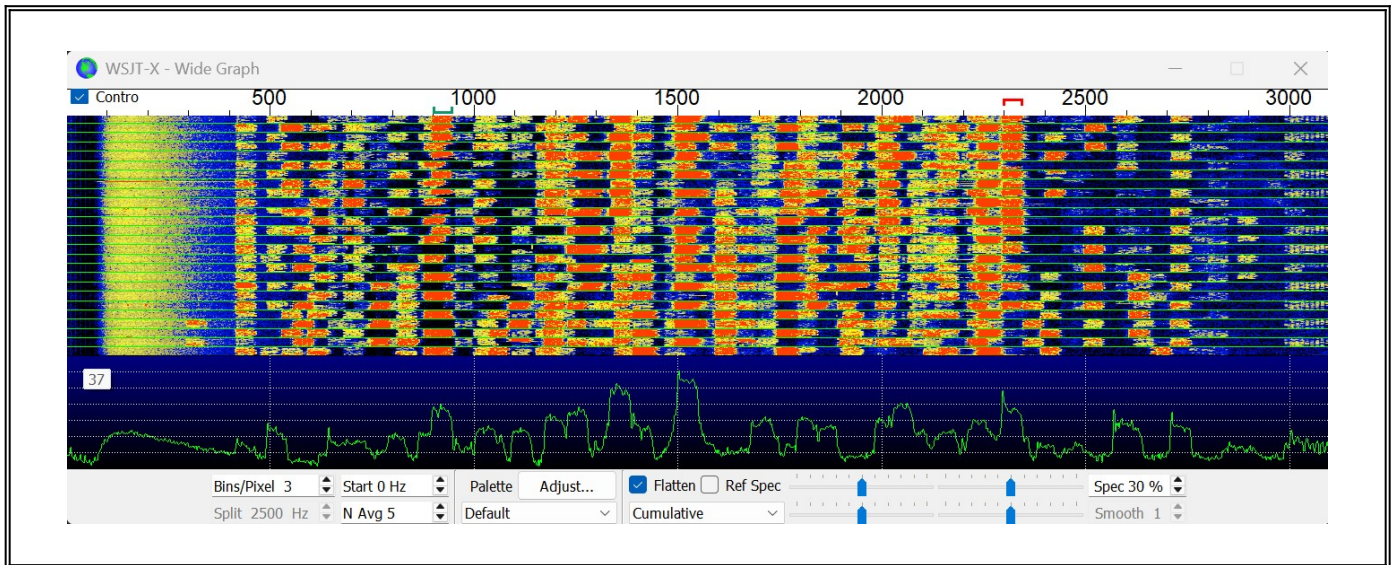 WSJT-X - Wide Graph
Contro 500 1000 1500 2000 2500 3000
37
Bins/Pixel 3 Start 0 Hz Palette Adjust... Flatten Ref Spec Spec 30 %
Split 2500 Hz N Avg 5 Default Cumulative Smooth 1